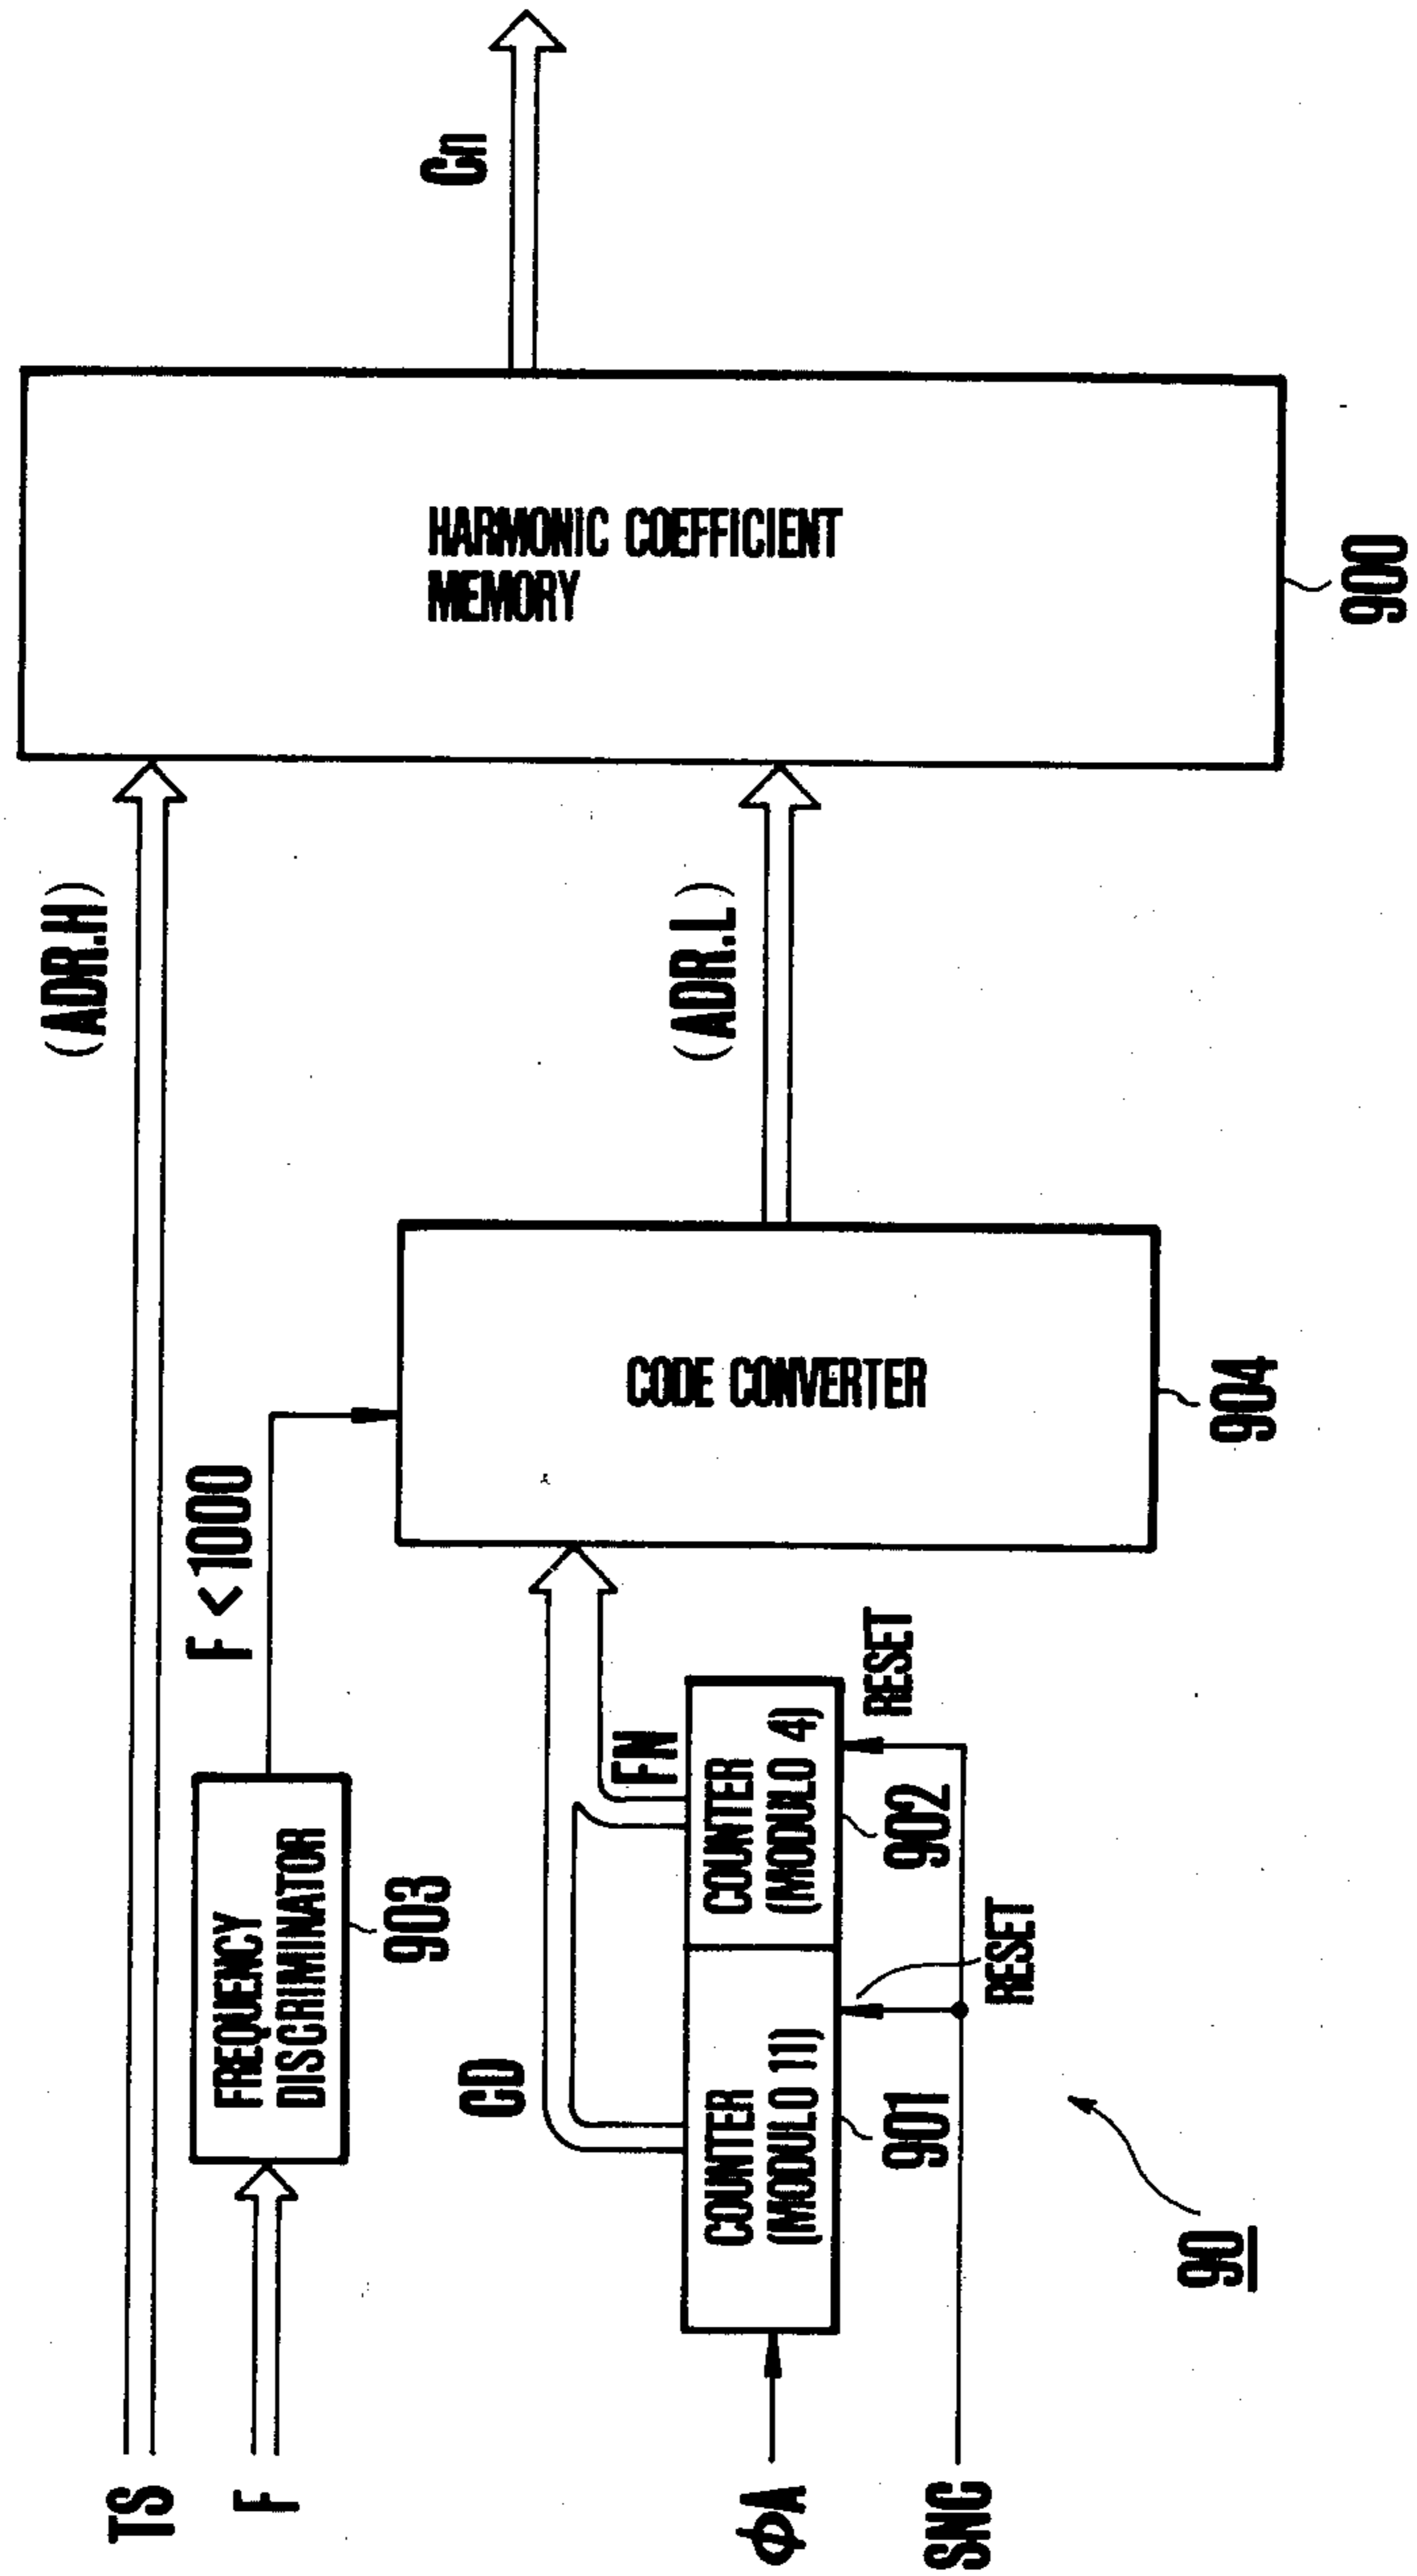 TS
(ADR.H)
F
FREQUENCY
DISCRIMINATOR
903
F < 1000
HARMONIC COEFFICIENT
MEMORY
900
Cn
CD
FN
CODE CONVERTER
904
(ADR.L)
ΦA
COUNTER
(MODULO 11)
901
COUNTER
(MODULO 4)
902
RESET
RESET
SNC
90